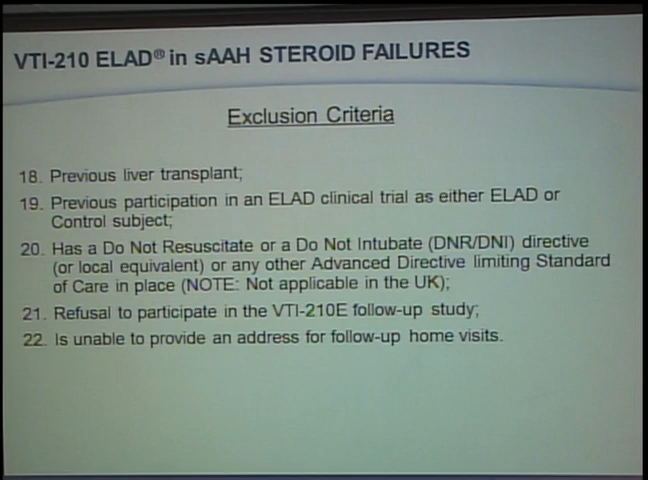 VTI-210 ELAD® in sAAH STEROID FAILURES
Exclusion Criteria
18. Previous liver transplant;
19. Previous participation in an ELAD clinical trial as either ELAD or
Control subject;
20. Has a Do Not Resuscitate or a Do Not Intubate (DNR/DNI) directive
(or local equivalent) or any other Advanced Directive limiting Standard
of Care in place (NOTE: Not applicable in the UK);
21. Refusal to participate in the VTI-210E follow-up study;
22. Is unable to provide an address for follow-up home visits.